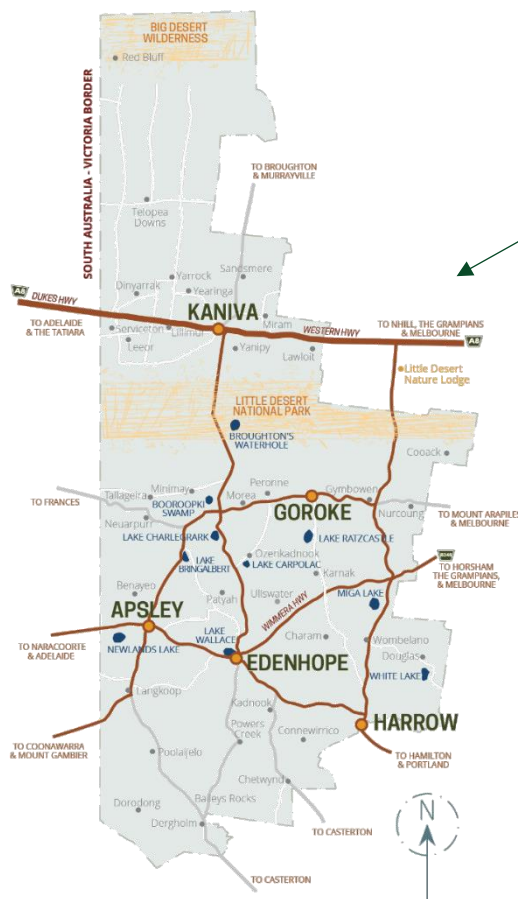 BIG DESERT
WILDERNESS
Red Bluff
SOUTH AUSTRALIA - VICTORIA BORDER
TO BROUGHTON
& MURRAYVILLE
Telopea
Downs
Yarrock
Sandsmere
Dinyarrak
Yearinga
A8
DUKES HWY
KANIVA
TO ADELAIDE
& THE TATIARA
Serviceton
Lillimur
Miram
WESTERN HWY
TO NHILL, THE GRAMPIANS
& MELBOURNE
A8
Leeor
Yanipy
Lawloit
Little Desert
Nature Lodge
LITTLE DESERT
NATIONAL PARK
BROUGHTON'S
WATERHOLE
Cooack
TO FRANCES
Tallageira
Minimay
Peronne
Gymbowen
BOOROOPKI
SWAMP
Morea
GOROKE
Nurcoung
TO MOUNT ARAPILES
& MELBOURNE
Neuarpurr
LAKE CHARLEGRARK
LAKE RATZCASTLE
LAKE
BRINGALBERT
Ozenkadnook
LAKE CARPOLAC
Karnak
TO HORSHAM
THE GRAMPIANS,
& MELBOURNE
Benayeo
Patyah
Ullswater
WIMMERA HWY
MIGA LAKE
APSLEY
TO NARACOORTE
& ADELAIDE
NEWLANDS LAKE
LAKE
WALLACE
EDENHOPE
Charam
Wombelano
Douglas
WHITE LAKE
Langkoop
Kadnook
HARROW
TO COONAWARRA
& MOUNT GAMBIER
Powers
Creek
Connewirrico
Poolaijelo
TO HAMILTON
& PORTLAND
Chetwynd
Dorodong
Baileys Rocks
Dergholm
TO CASTERTON
TO CASTERTON
N